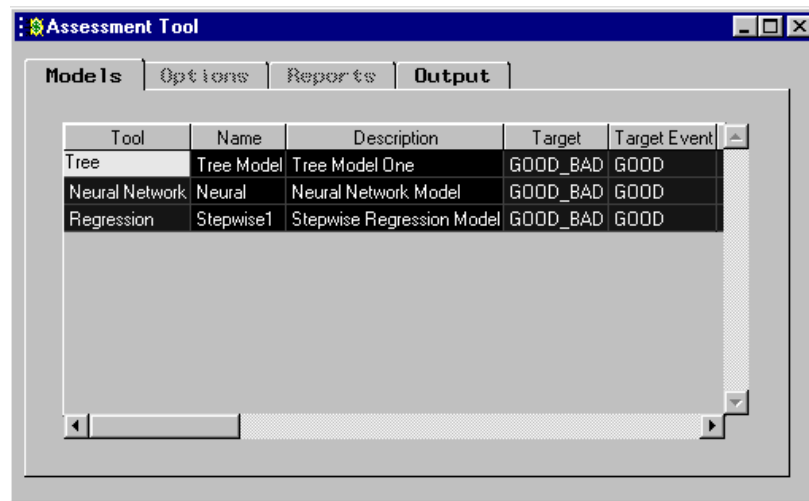 Assessment Tool
Models Options Reports Output
Tool Name Description Target Target Event
Tree Tree Model Tree Model One GOOD_BAD GOOD
Neural Network Neural Neural Network Model GOOD_BAD GOOD
Regression Stepwise1 Stepwise Regression Model GOOD_BAD GOOD